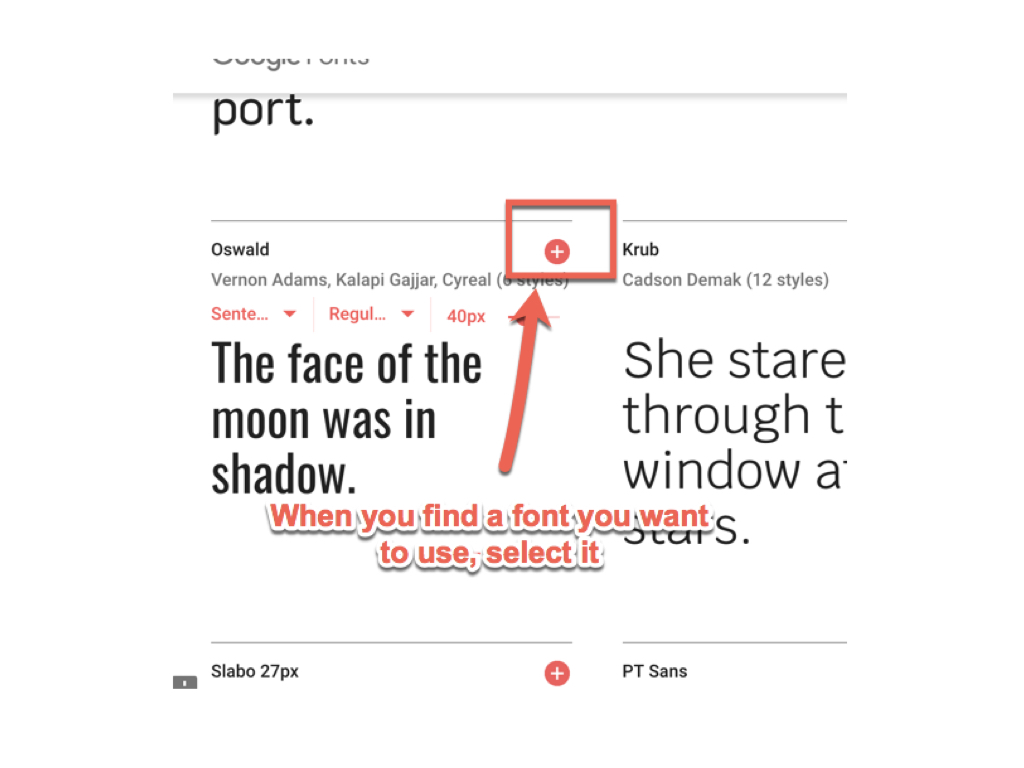 Google Fonts
port.
Oswald
Vernon Adams, Kalapi Gajjar, Cyreal (6 styles)
Sente... Regul... 40px
The face of the
moon was in
shadow.
Krub
Cadson Demak (12 styles)
She stare
through t
window at
stars.
When you find a font you want
to use, select it
Slabo 27px
PT Sans